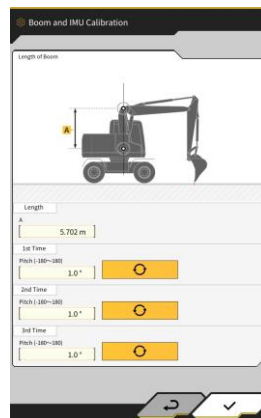 Boom and IMU Calibration
Length of Boom
A
Length
A
[ 5.702 m ]
1st Time
Pitch (-180~180)
[ 1.0° ]
2nd Time
Pitch (-180~180)
[ 1.0° ]
3rd Time
Pitch (-180~180)
[ 1.0° ]